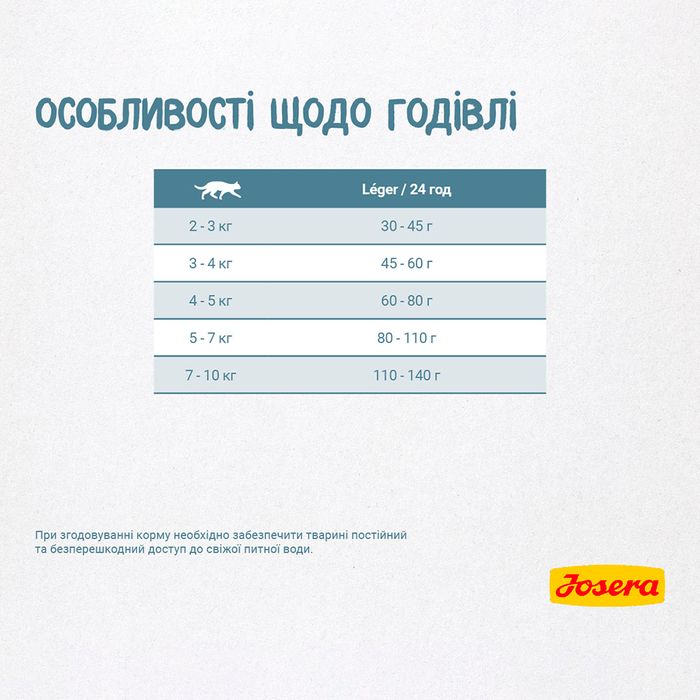 ОСОБЛИВОСТІ ЩОДО ГОДІВЛІ
Léger / 24 год
2 - 3 кг 30 - 45 г
3 - 4 кг 45 - 60 г
4 - 5 кг 60 - 80 г
5 - 7 кг 80 - 110 г
7 - 10 кг 110 - 140 г
При згодовуванні корму необхідно забезпечити тварині постійний
та безперешкодний доступ до свіжої питної води.
Josera